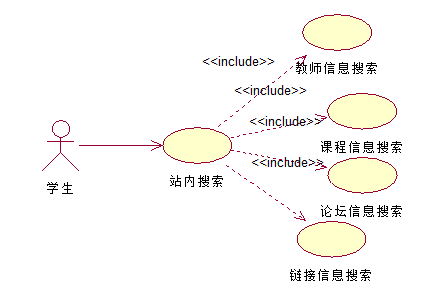 <<include>>
教师信息搜索
<<include>>
<<include>>
课程信息搜索
<<include>>
学生
站内搜索
论坛信息搜索
链接信息搜索